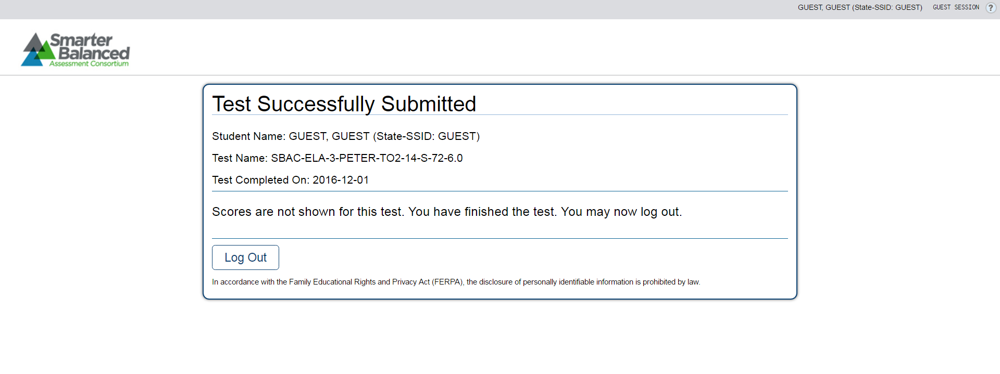 GUEST, GUEST (State-SSID: GUEST) GUEST SESSION ?
Smarter
Balanced
Assessment Consortium
Test Successfully Submitted
Student Name: GUEST, GUEST (State-SSID: GUEST)
Test Name: SBAC-ELA-3-PETER-TO2-14-S-72-6.0
Test Completed On: 2016-12-01
Scores are not shown for this test. You have finished the test. You may now log out.
Log Out
In accordance with the Family Educational Rights and Privacy Act (FERPA), the disclosure of personally identifiable information is prohibited by law.